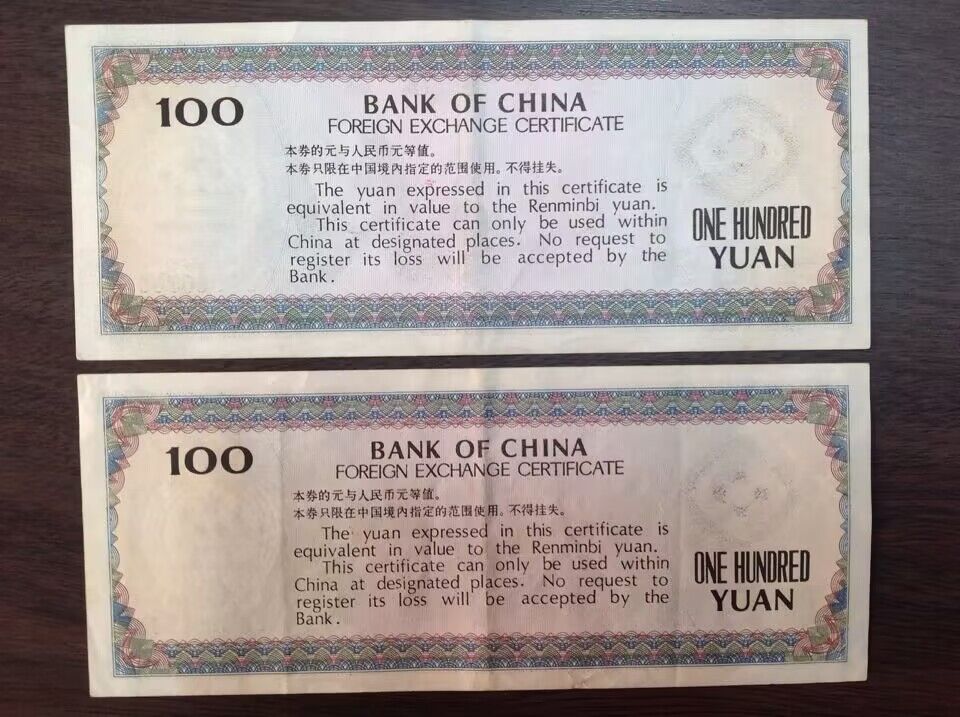 100
BANK OF CHINA
FOREIGN EXCHANGE CERTIFICATE
本券的元与人民币元等值。
本券只限在中国境内指定的范围使用。不得挂失。
The yuan expressed in this certificate is
equivalent in value to the Renminbi yuan.
This certificate can only be used within
China at designated places. No request to
register its loss will be accepted by the
Bank.
ONE HUNDRED
YUAN
100
BANK OF CHINA
FOREIGN EXCHANGE CERTIFICATE
本券的元与人民币元等值。
本券只限在中国境内指定的范围使用。不得挂失。
The yuan expressed in this certificate is
equivalent in value to the Renminbi yuan.
This certificate can only be used within
China at designated places. No request to
register its loss will be accepted by the
Bank.
ONE HUNDRED
YUAN